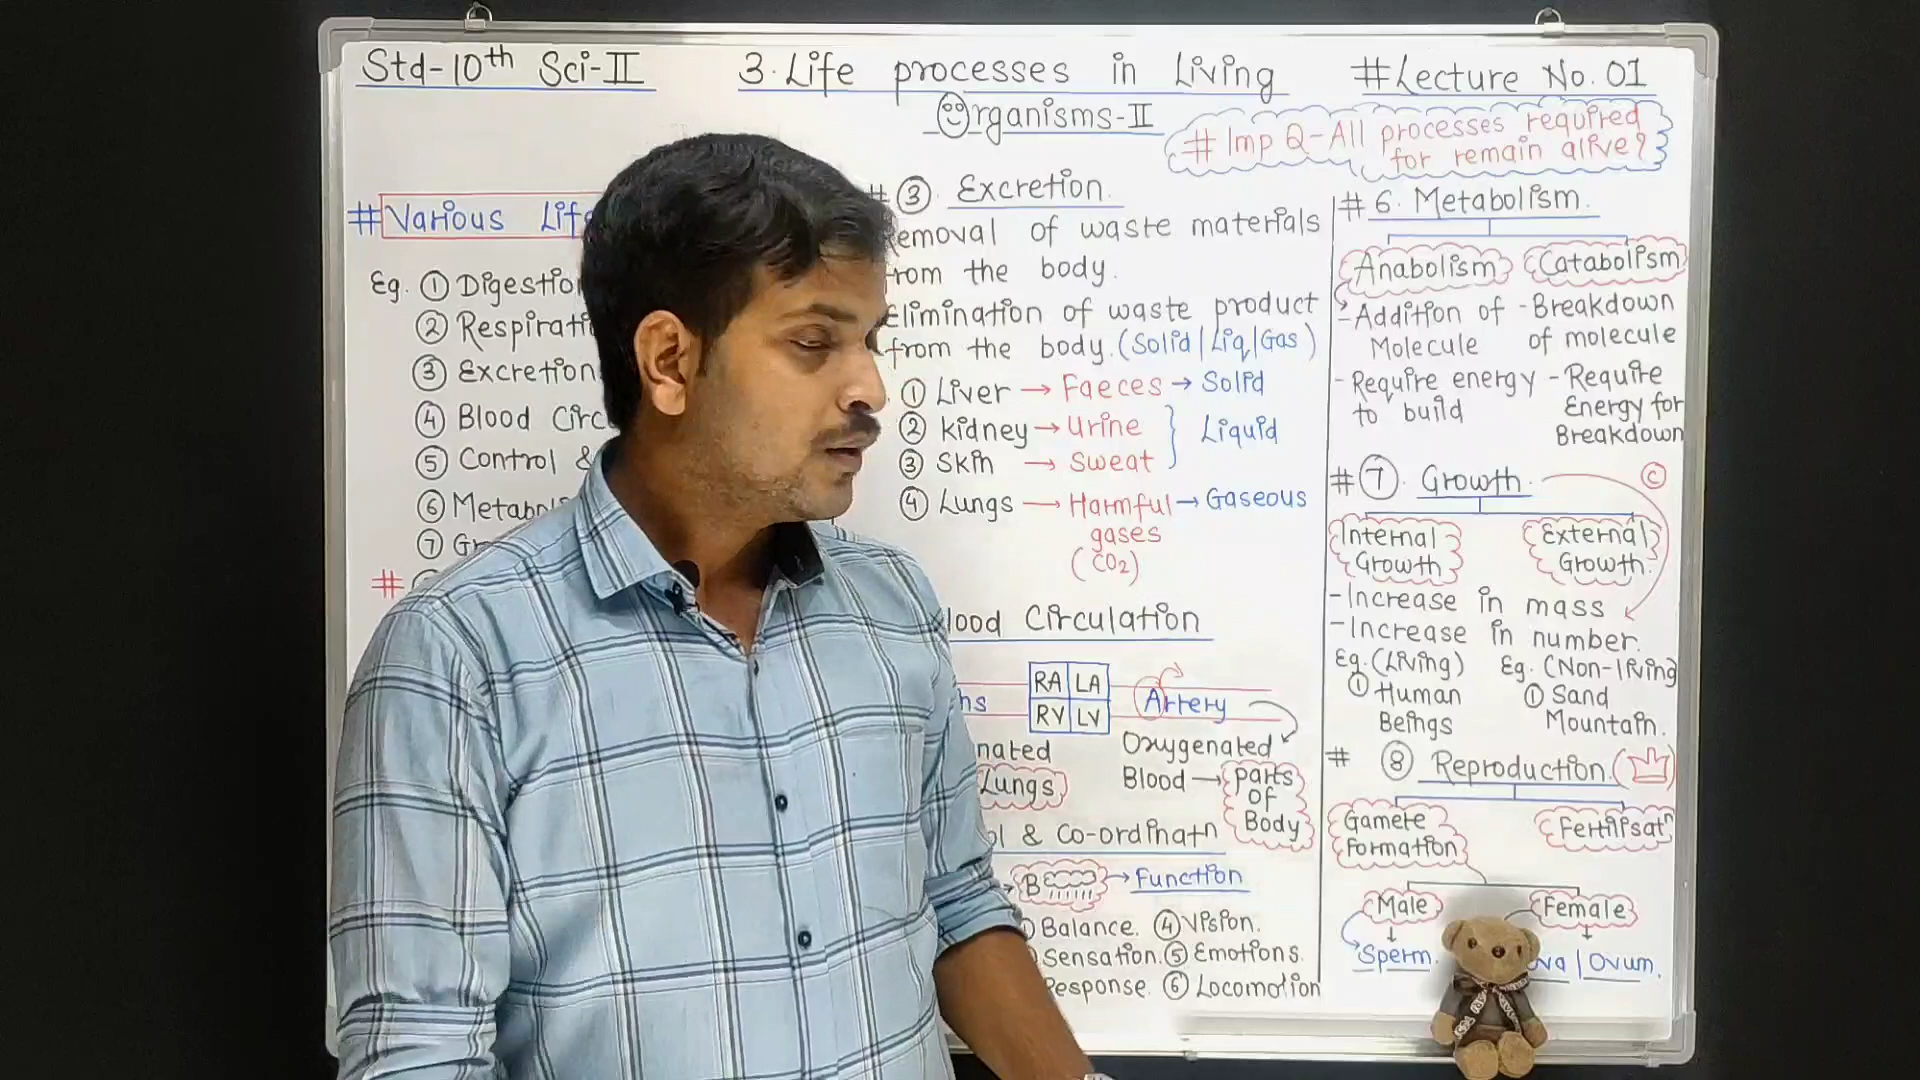 Std-10th Sci-II
3. Life processes in Living
Organisms-II
#Lecture No. 01
# Imp Q-All processes required
for remain alive?
# Various
Eg. ① Digestio
② Respirati
③ Excretion
④ Blood Circ
⑤ Control &
⑥ Metabol
⑦ Gr
#
# ③. Excretion.
Removal of waste materials
from the body.
Elimination of waste product
from the body. (Solid|Liq|Gas)
① Liver → Faeces → Solid
② Kidney → Urine } Liquid
③ Skin → Sweat
④ Lungs → Harmful → Gaseous
gases
(CO₂)
lood Circulation
RA LA
RV LV
Artery
nated
Lungs
Oxygenated
Blood → parts
of
Body
ol & Co-ordinatn
B → Function
① Balance. ④ Vision.
Sensation. ⑤ Emotions.
Response. ⑥ Locomotion
# 6. Metabolism.
Anabolism
- Addition of
Molecule
- Require energy
to build
Catabolism
- Breakdown
of molecule
- Require
Energy for
Breakdown
# ⑦. Growth.
Ⓒ
Internal
Growth
External
Growth.
- Increase in mass
- Increase in number.
Eg. (Living)
① Human
Beings
Eg. (Non-living)
① Sand
Mountain.
# ⑧ Reproduction.
Gamete
Formation
Fertilisatn
Male
Sperm.
Female
ova | Ovum.